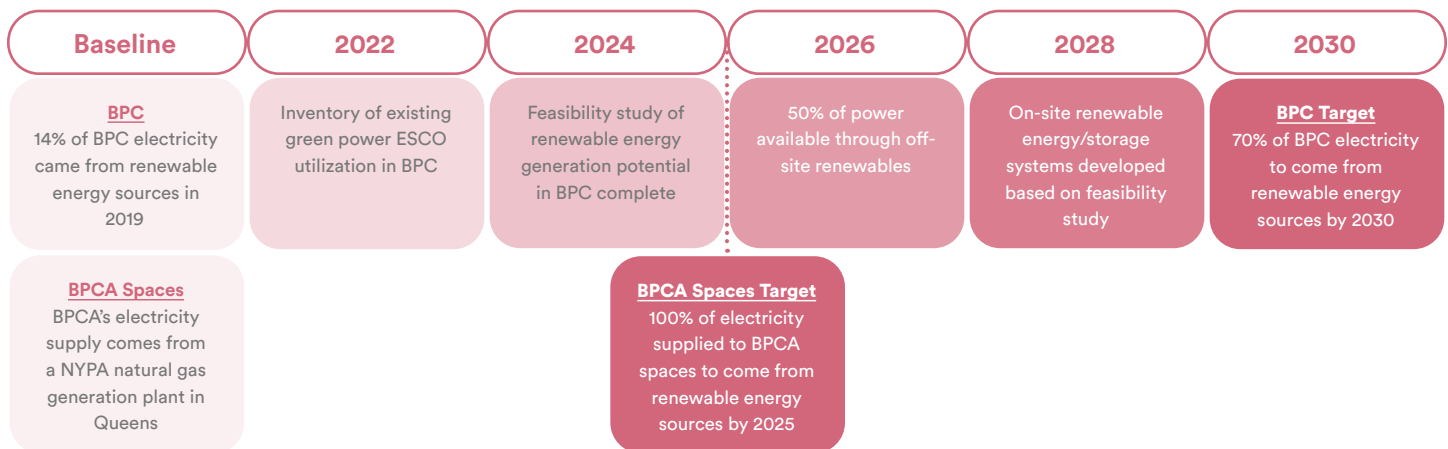 Baseline
2022
2024
2026
2028
2030
BPC
14% of BPC electricity
came from renewable
energy sources in
2019
Inventory of existing
green power ESCO
utilization in BPC
Feasibility study of
renewable energy
generation potential
in BPC complete
50% of power
available through off-
site renewables
On-site renewable
energy/storage
systems developed
based on feasibility
study
BPC Target
70% of BPC electricity
to come from
renewable energy
sources by 2030
BPCA Spaces
BPCA’s electricity
supply comes from
a NYPA natural gas
generation plant in
Queens
BPCA Spaces Target
100% of electricity
supplied to BPCA
spaces to come from
renewable energy
sources by 2025